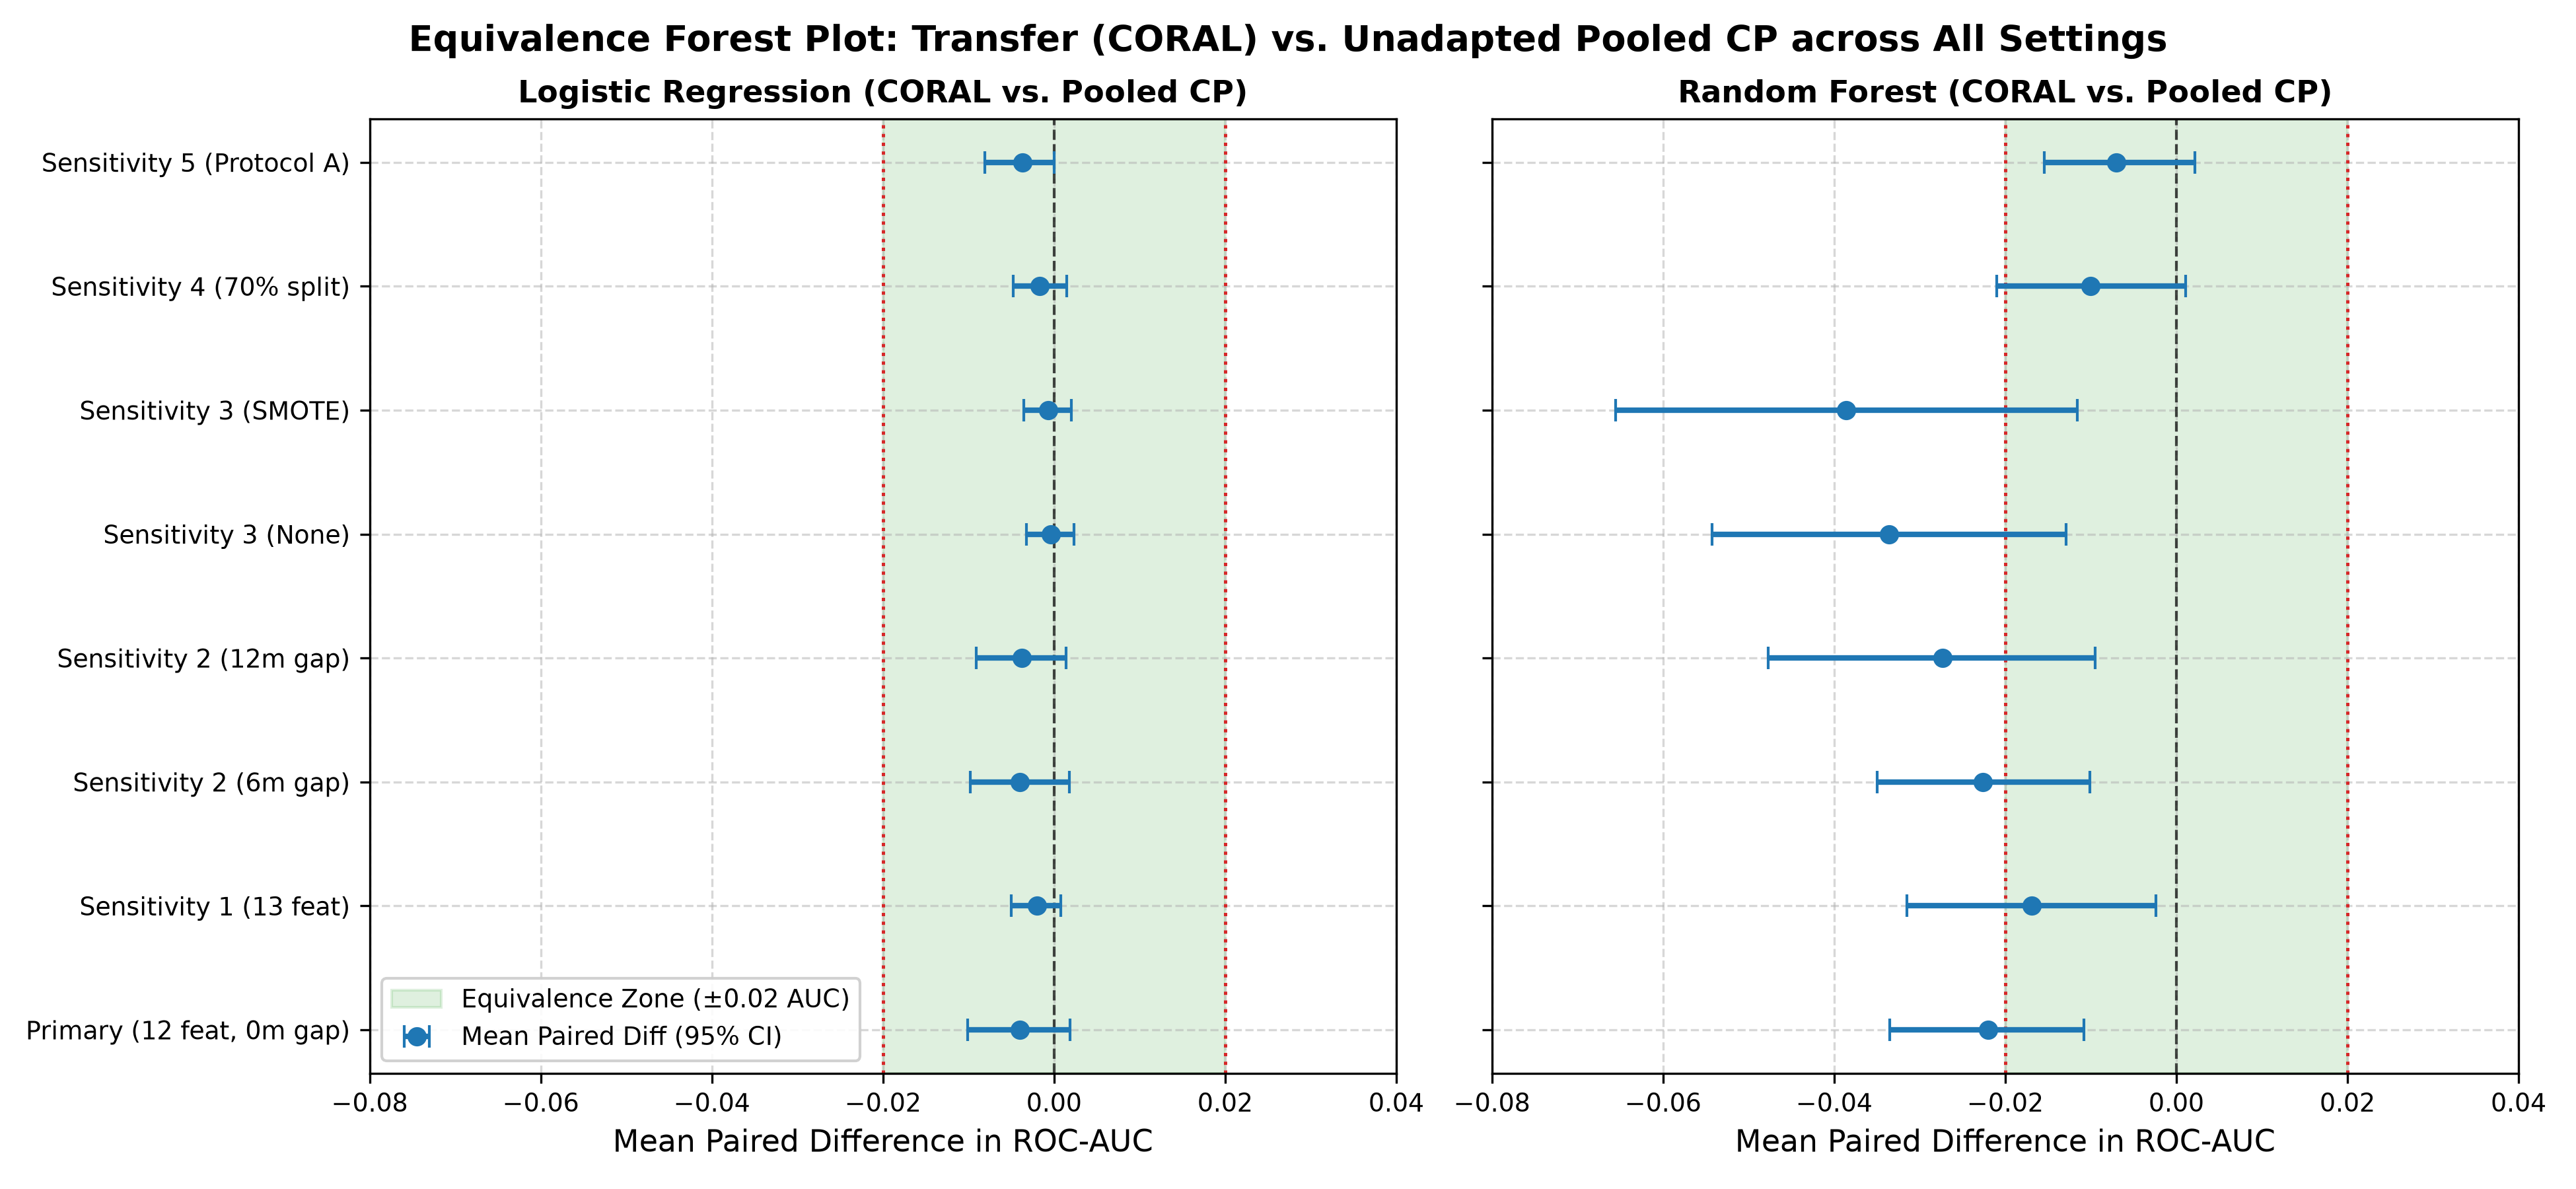 Equivalence Forest Plot: Transfer (CORAL) vs. Unadapted Pooled CP across All Settings
Logistic Regression (CORAL vs. Pooled CP)
Random Forest (CORAL vs. Pooled CP)
Sensitivity 5 (Protocol A)
Sensitivity 4 (70% split)
Sensitivity 3 (SMOTE)
Sensitivity 3 (None)
Sensitivity 2 (12m gap)
Sensitivity 2 (6m gap)
Sensitivity 1 (13 feat)
Primary (12 feat, 0m gap)
Equivalence Zone (±0.02 AUC)
Mean Paired Diff (95% CI)
−0.08 −0.06 −0.04 −0.02 0.00 0.02 0.04
−0.08 −0.06 −0.04 −0.02 0.00 0.02 0.04
Mean Paired Difference in ROC-AUC
Mean Paired Difference in ROC-AUC